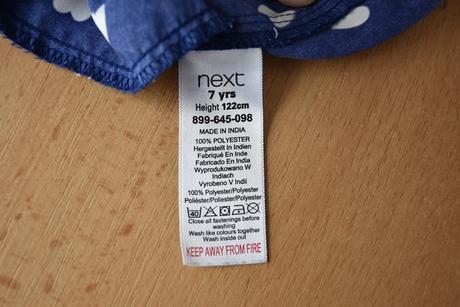 next
7 yrs
Height 122cm
899-645-098
MADE IN INDIA
100% POLYESTER
Hergestellt In Indien
Fabriqué En Inde
Fabricado En India
Wyprodukowano W
Indiach
Vyrobeno V Indii
100% Polyester/Polyester
Poliéster/Poliester/Polyester
40
Close all fastenings before
washing
Wash like colours together
Wash inside out
KEEP AWAY FROM FIRE